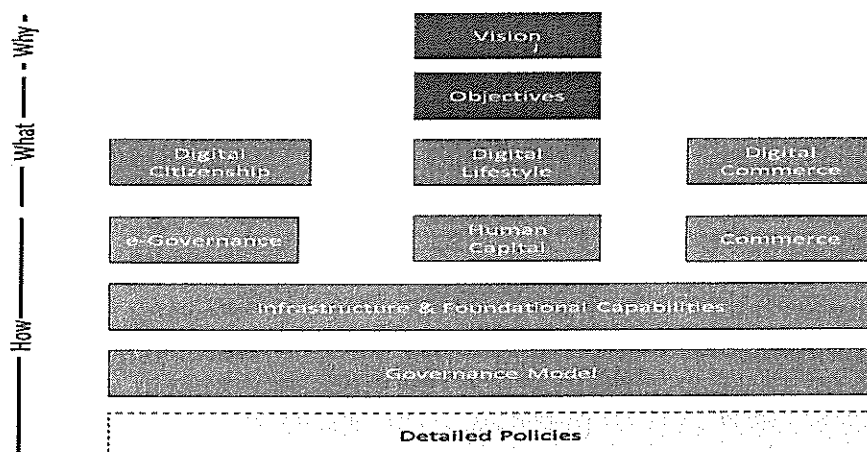 Why
Vision
Objectives
What
Digital
Citizenship
Digital
Lifestyle
Digital
Commerce
How
e-Governance
Human
Capital
Commerce
Infrastructure & Foundational Capabilities
Governance Model
Detailed Policies